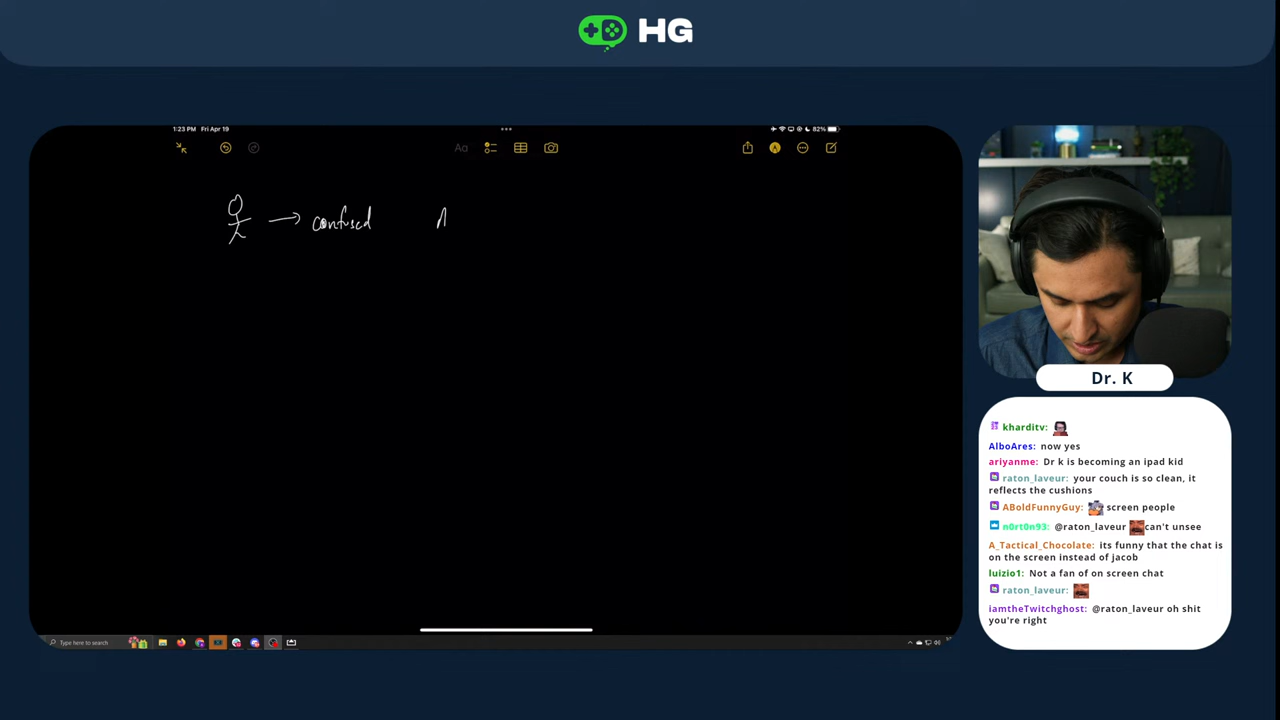 HG
1:23 PM Fri Apr 19
82%
Aa
→ confused
Type here to search
Dr. K
kharditv:
AlboAres: now yes
ariyanme: Dr k is becoming an ipad kid
raton_laveur: your couch is so clean, it
reflects the cushions
ABoldFunnyGuy: screen people
n0rt0n93: @raton_laveur can't unsee
A_Tactical_Chocolate: its funny that the chat is
on the screen instead of jacob
luizio1: Not a fan of on screen chat
raton_laveur:
iamtheTwitchghost: @raton_laveur oh shit
you're right